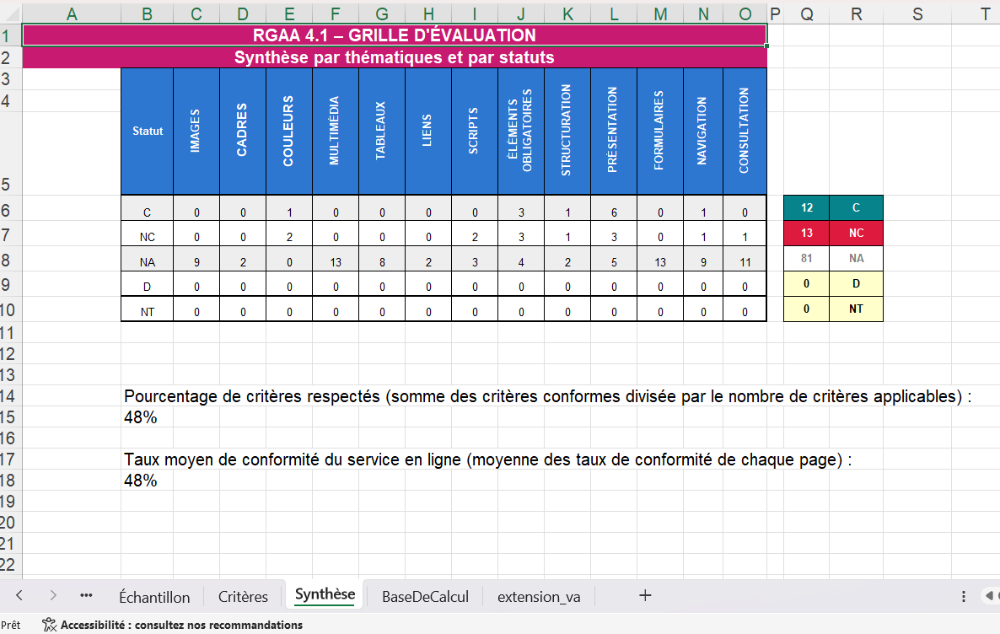 A B C D E F G H I J K L M N O P Q R S T
1 RGAA 4.1 – GRILLE D'ÉVALUATION
2 Synthèse par thématiques et par statuts
3
4
5 Statut IMAGES CADRES COULEURS MULTIMÉDIA TABLEAUX LIENS SCRIPTS ÉLÉMENTS OBLIGATOIRES STRUCTURATION PRÉSENTATION FORMULAIRES NAVIGATION CONSULTATION
6 C 0 0 1 0 0 0 0 3 1 6 0 1 0 12 C
7 NC 0 0 2 0 0 0 2 3 1 3 0 1 1 13 NC
8 NA 9 2 0 13 8 2 3 4 2 5 13 9 11 81 NA
9 D 0 0 0 0 0 0 0 0 0 0 0 0 0 0 D
10 NT 0 0 0 0 0 0 0 0 0 0 0 0 0 0 NT
11
12
13
14 Pourcentage de critères respectés (somme des critères conformes divisée par le nombre de critères applicables) :
15 48%
16
17 Taux moyen de conformité du service en ligne (moyenne des taux de conformité de chaque page) :
18 48%
19
20
21
22
Échantillon Critères Synthèse BaseDeCalcul extension_va
Prêt Accessibilité : consultez nos recommandations